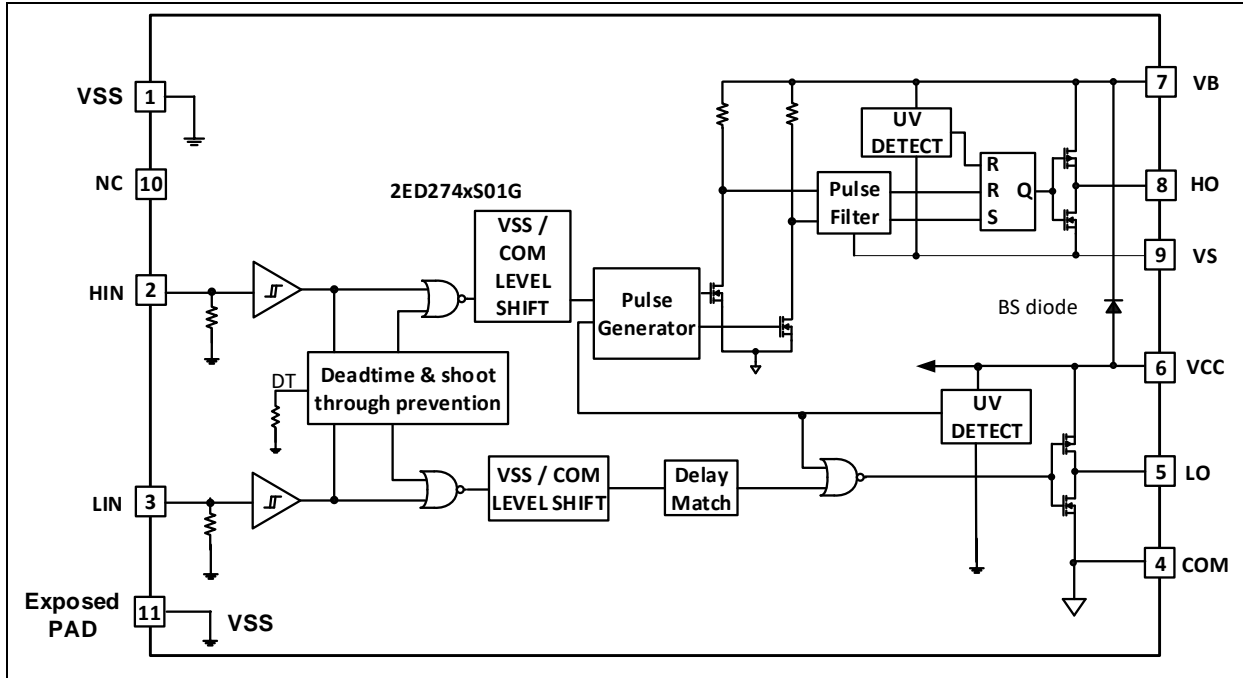 VSS
1
NC
10
HIN
2
LIN
3
Exposed
PAD
11
VSS
2ED274xS01G
VSS /
COM
LEVEL
SHIFT
DT
Deadtime & shoot
through prevention
VSS / COM
LEVEL SHIFT
Pulse
Generator
Delay
Match
UV
DETECT
Pulse
Filter
R
R
S
Q
BS diode
UV
DETECT
7
VB
8
HO
9
VS
6
VCC
5
LO
4
COM